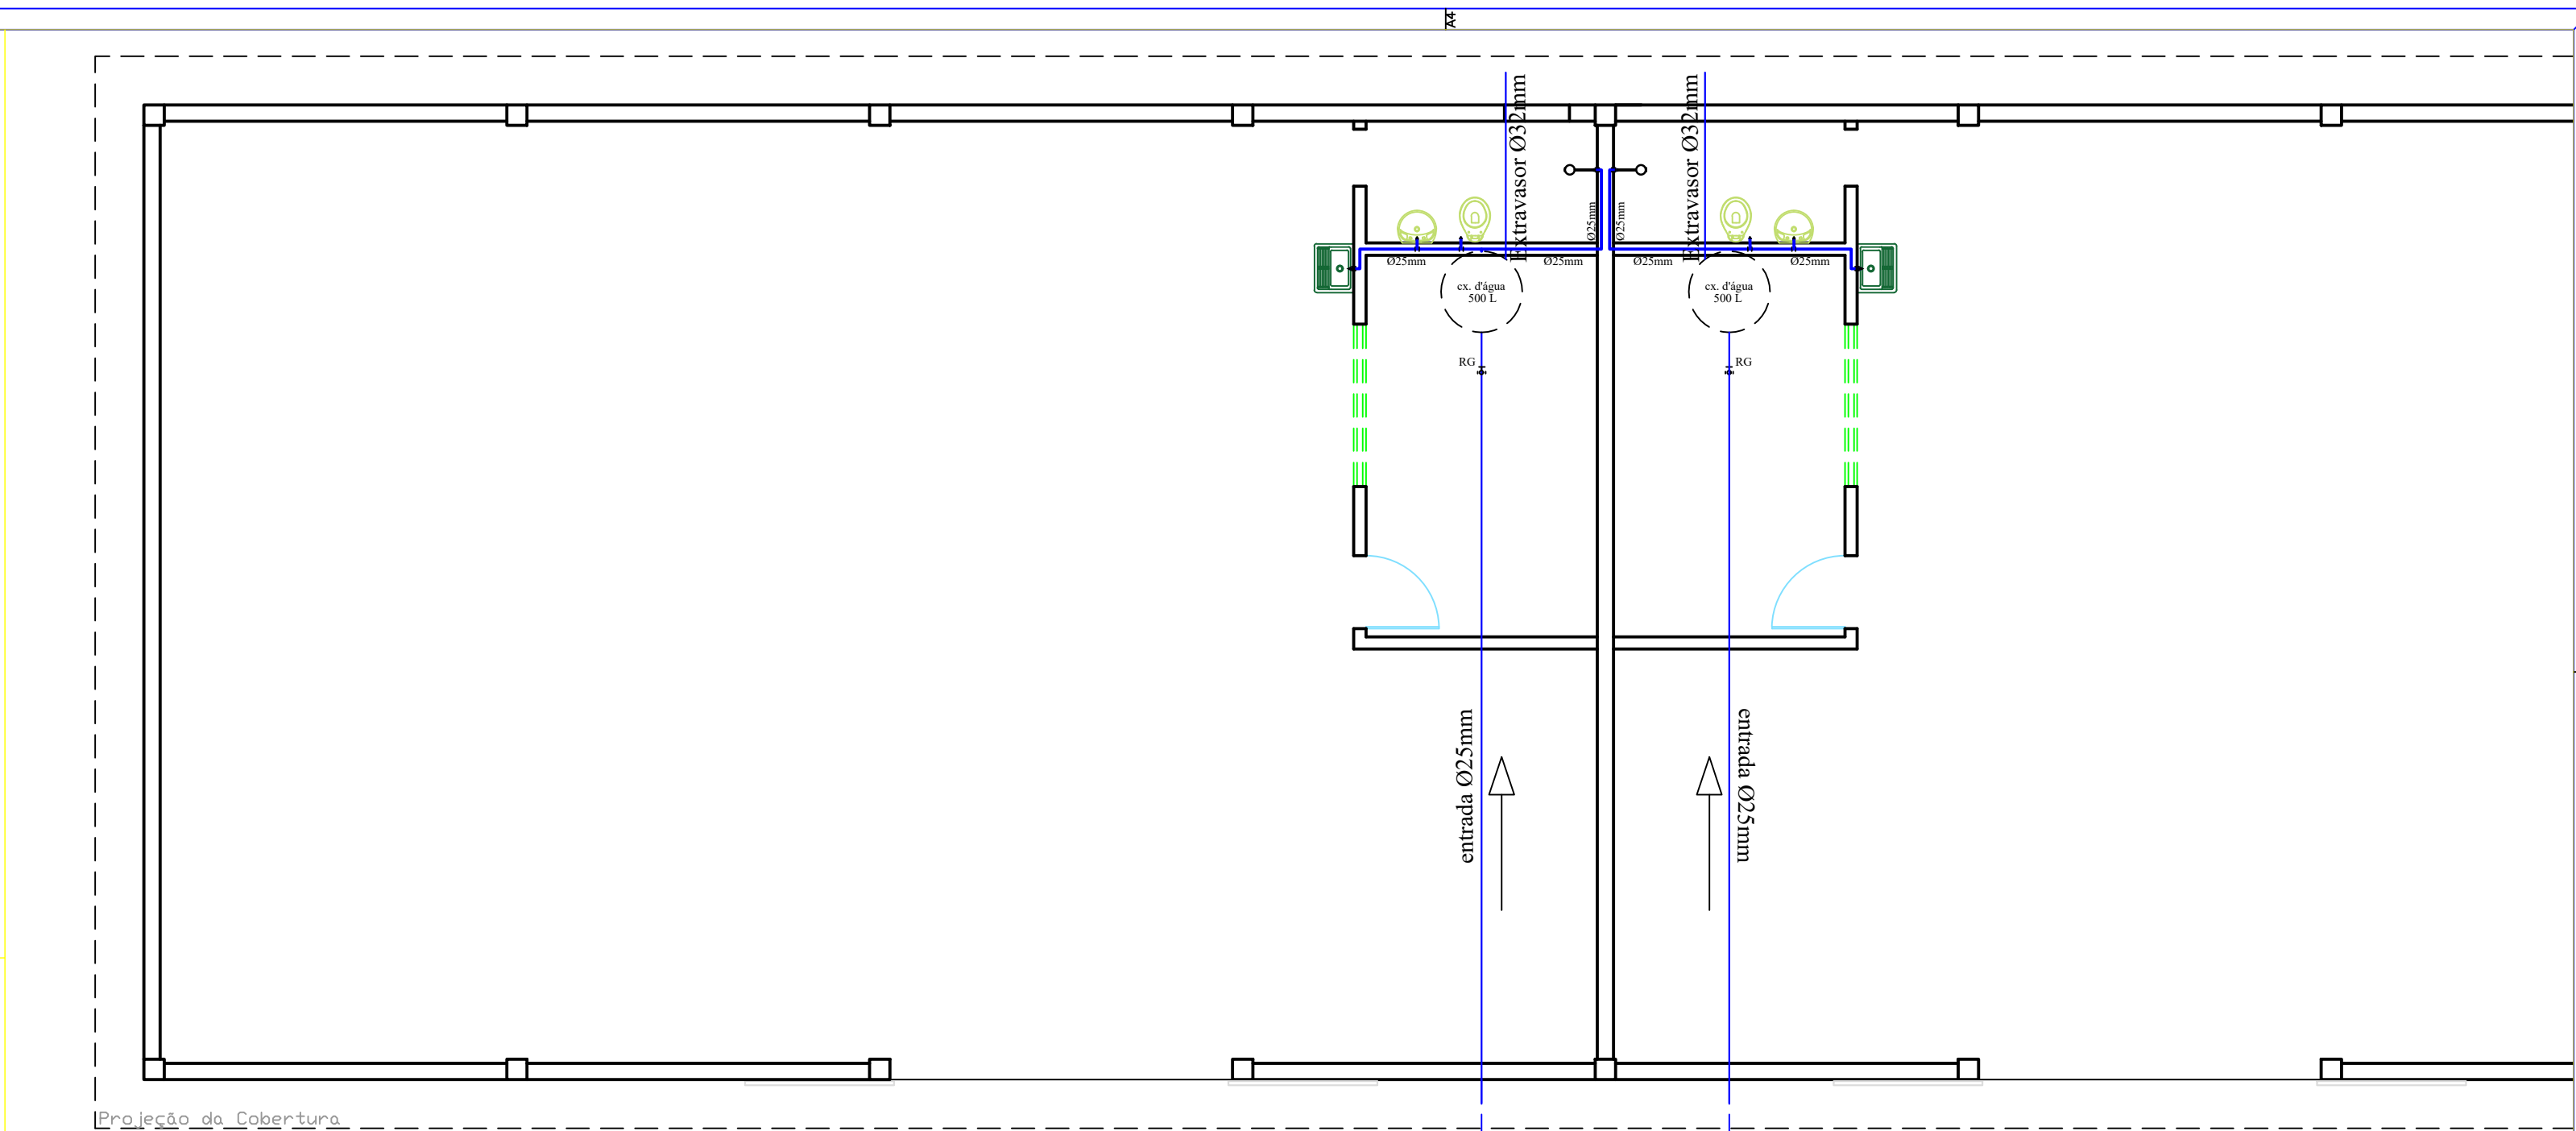 A4
Extravasor Ø32mm
Extravasor Ø32mm
Ø25mm
Ø25mm
Ø25mm
Ø25mm
Ø25mm
Ø25mm
cx. d'água
500 L
cx. d'água
500 L
RG
RG
entrada Ø25mm
entrada Ø25mm
Projeção da Cobertura